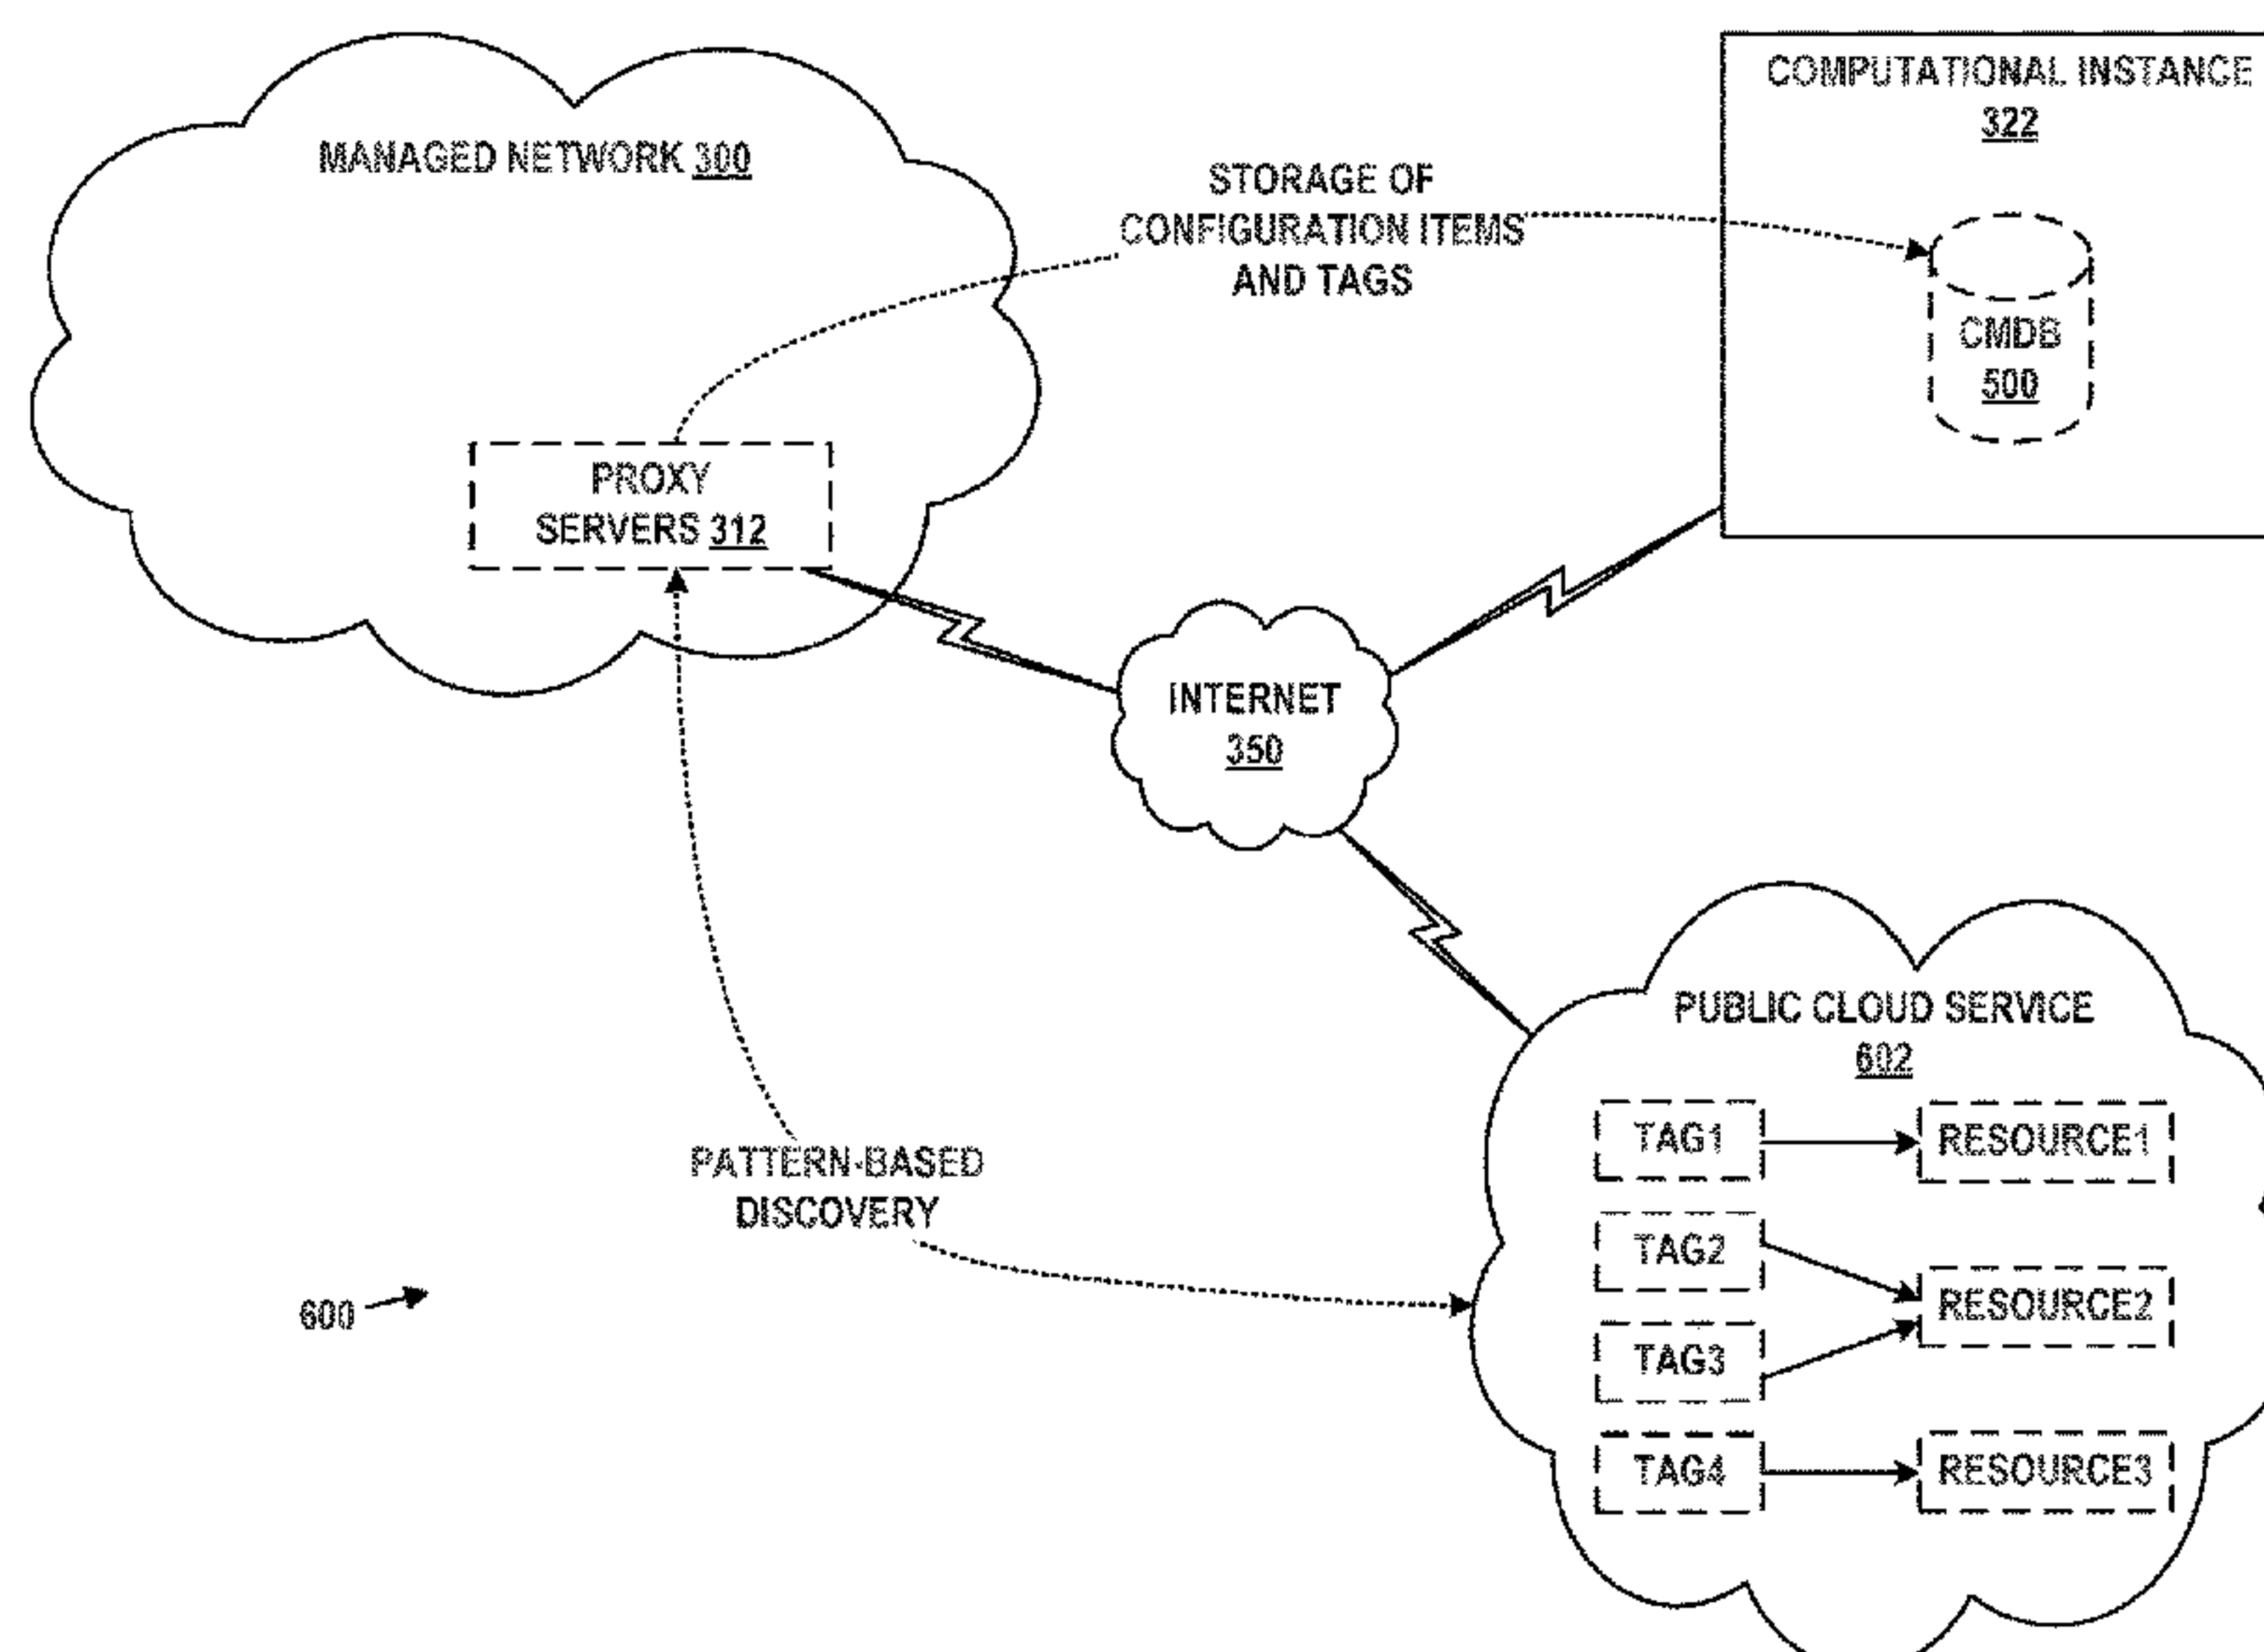 MANAGED NETWORK 300
COMPUTATIONAL INSTANCE
322
STORAGE OF
CONFIGURATION ITEMS
AND TAGS
CMDB
500
PROXY
SERVERS 312
INTERNET
350
PUBLIC CLOUD SERVICE
602
TAG1
RESOURCE1
TAG2
RESOURCE2
TAG3
TAG4
RESOURCE3
PATTERN-BASED
DISCOVERY
600